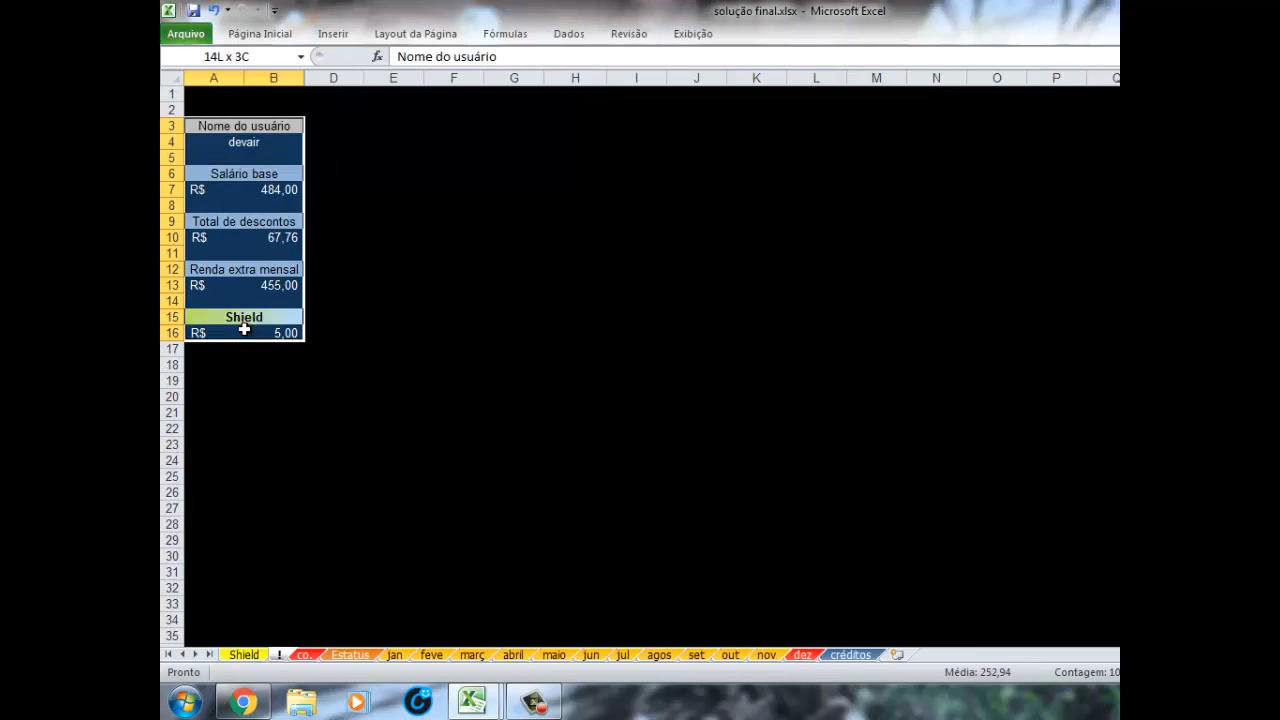 solução final.xlsx - Microsoft Excel
Arquivo Página Inicial Inserir Layout da Página Fórmulas Dados Revisão Exibição
14L x 3C fx Nome do usuário
A B D E F G H I J K L M N O P Q
1
2
3 Nome do usuário
4 devair
5
6 Salário base
7 R$ 484,00
8
9 Total de descontos
10 R$ 67,76
11
12 Renda extra mensal
13 R$ 455,00
14
15 Shield
16 R$ 5,00
17
18
19
20
21
22
23
24
25
26
27
28
29
30
31
32
33
34
35
Shield ! co. Estatus jan feve març abril maio jun jul agos set out nov dez créditos
Pronto Média: 252,94 Contagem: 10